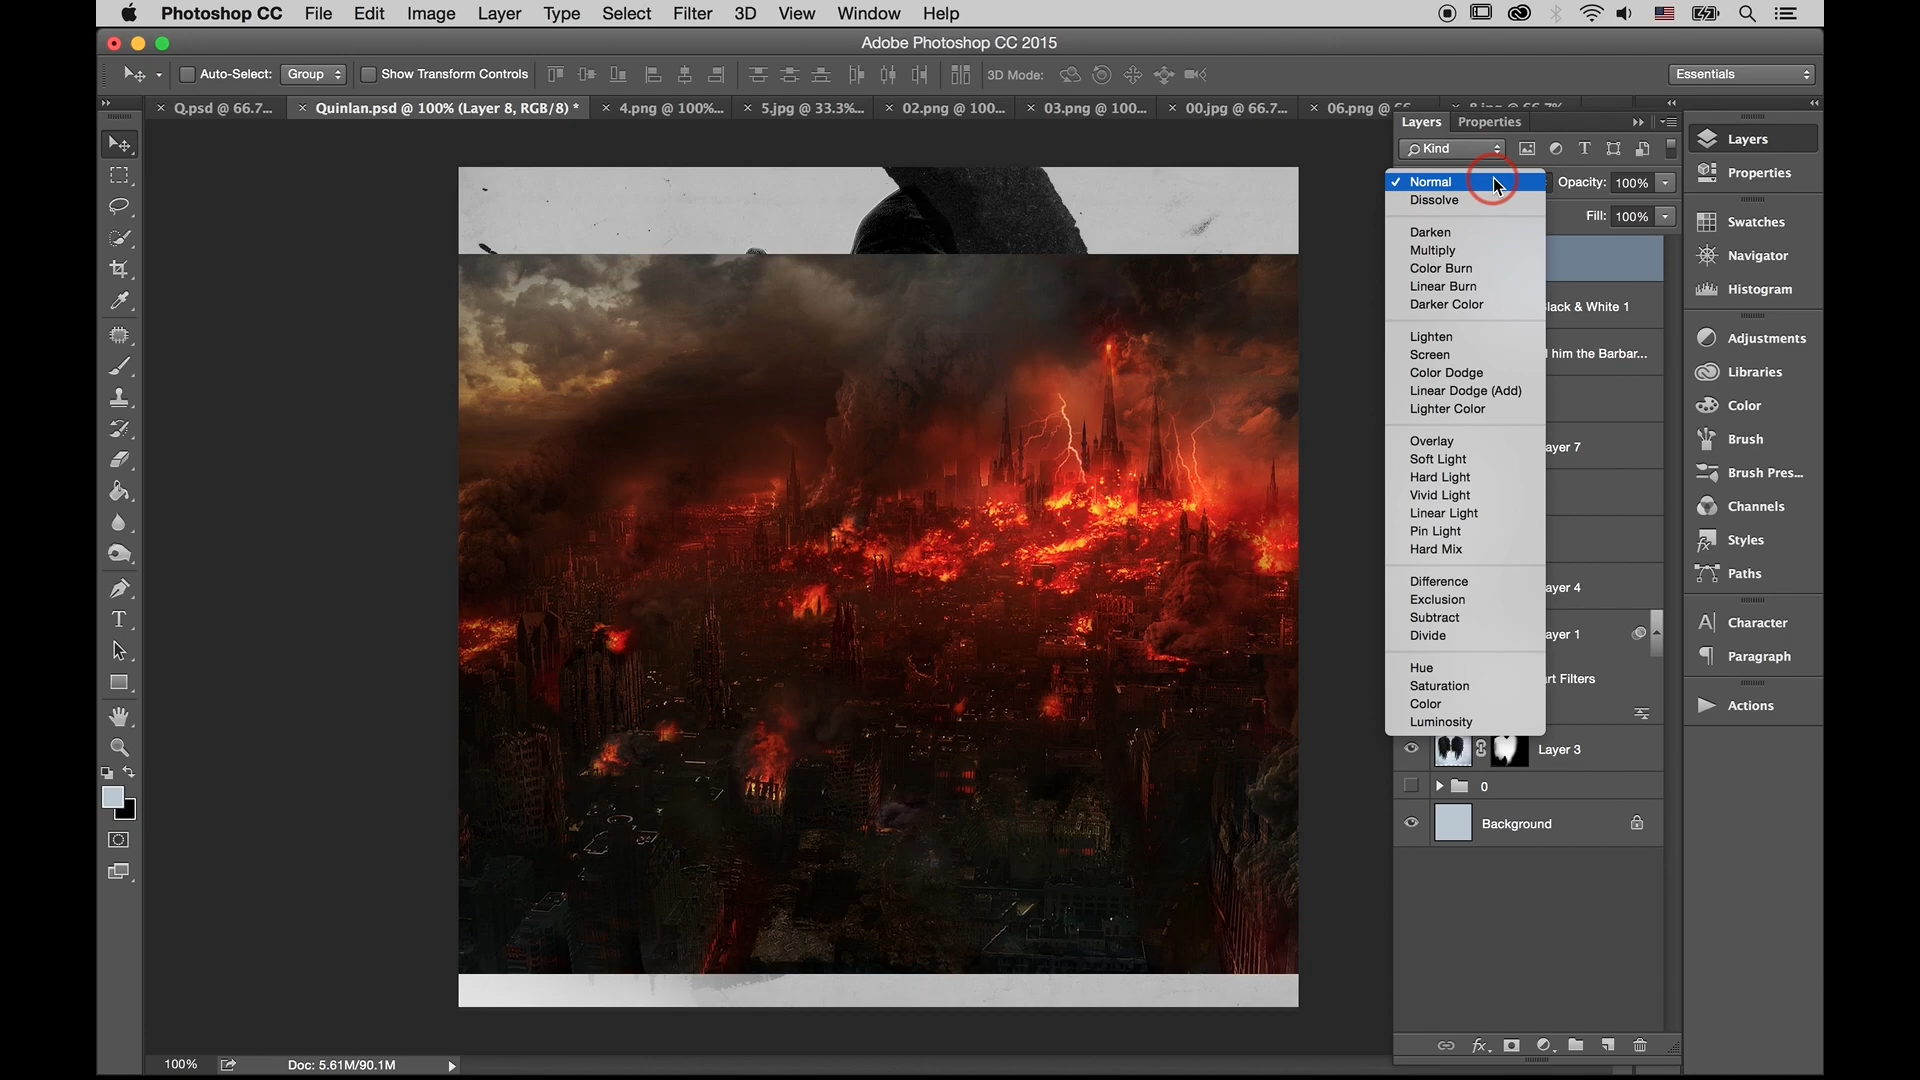 Photoshop CC File Edit Image Layer Type Select Filter 3D View Window Help
Adobe Photoshop CC 2015
Auto-Select: Group Show Transform Controls 3D Mode: Essentials
Q.psd @ 66.7... Quinlan.psd @ 100% (Layer 8, RGB/8) * 4.png @ 100%... 5.jpg @ 33.3%... 02.png @ 100... 03.png @ 100... 00.jpg @ 66.7... 06.png @
Layers Properties
Kind
Normal
Opacity: 100%
Dissolve
Fill: 100%
Darken
Multiply
Color Burn
Linear Burn
Darker Color
Lighten
Screen
Color Dodge
Linear Dodge (Add)
Lighter Color
Overlay
Soft Light
Hard Light
Vivid Light
Linear Light
Pin Light
Hard Mix
Difference
Exclusion
Subtract
Divide
Hue
Saturation
Color
Luminosity
lack & White 1
him the Barbar...
ayer 7
ayer 4
ayer 1
rt Filters
Layer 3
0
Background
Layers
Properties
Swatches
Navigator
Histogram
Adjustments
Libraries
Color
Brush
Brush Pres...
Channels
Styles
Paths
Character
Paragraph
Actions
100% Doc: 5.61M/90.1M